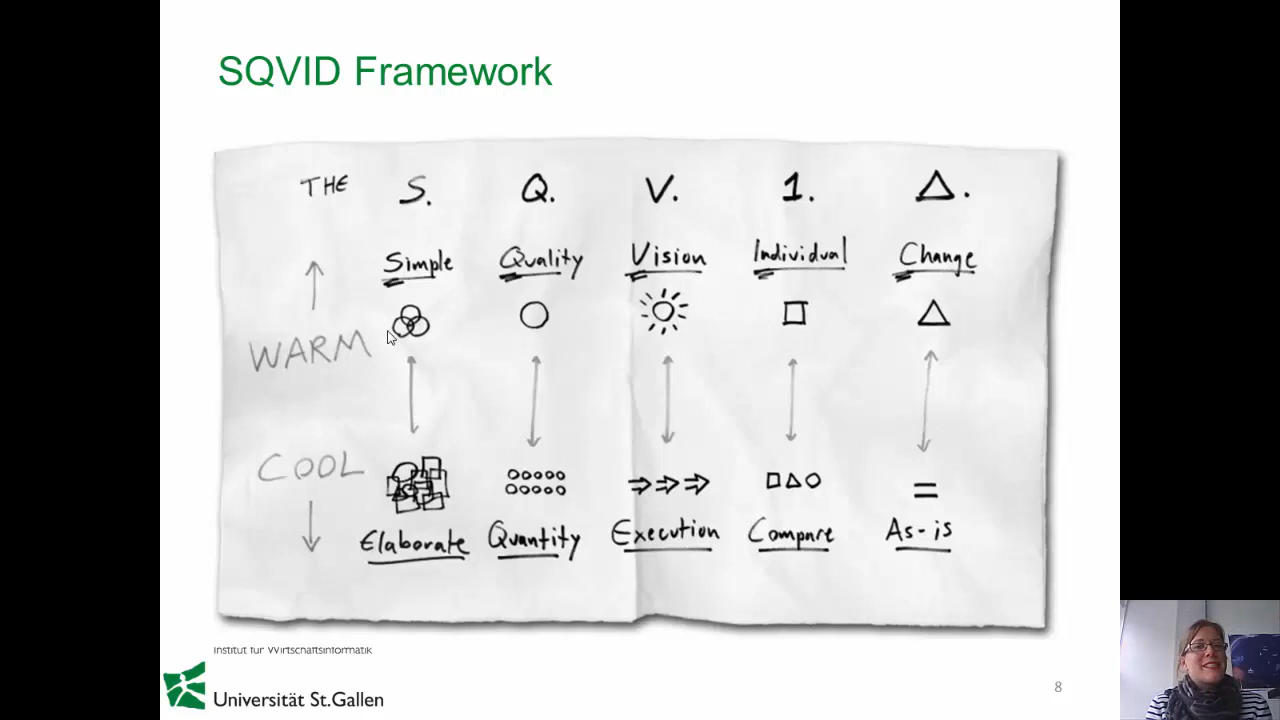 SQVID Framework
THE S. Q. V. 1. Δ.
Simple Quality Vision Individual Change
WARM
COOL
Elaborate Quantity Execution Compare As-is
Institut für Wirtschaftsinformatik
Universität St.Gallen
8